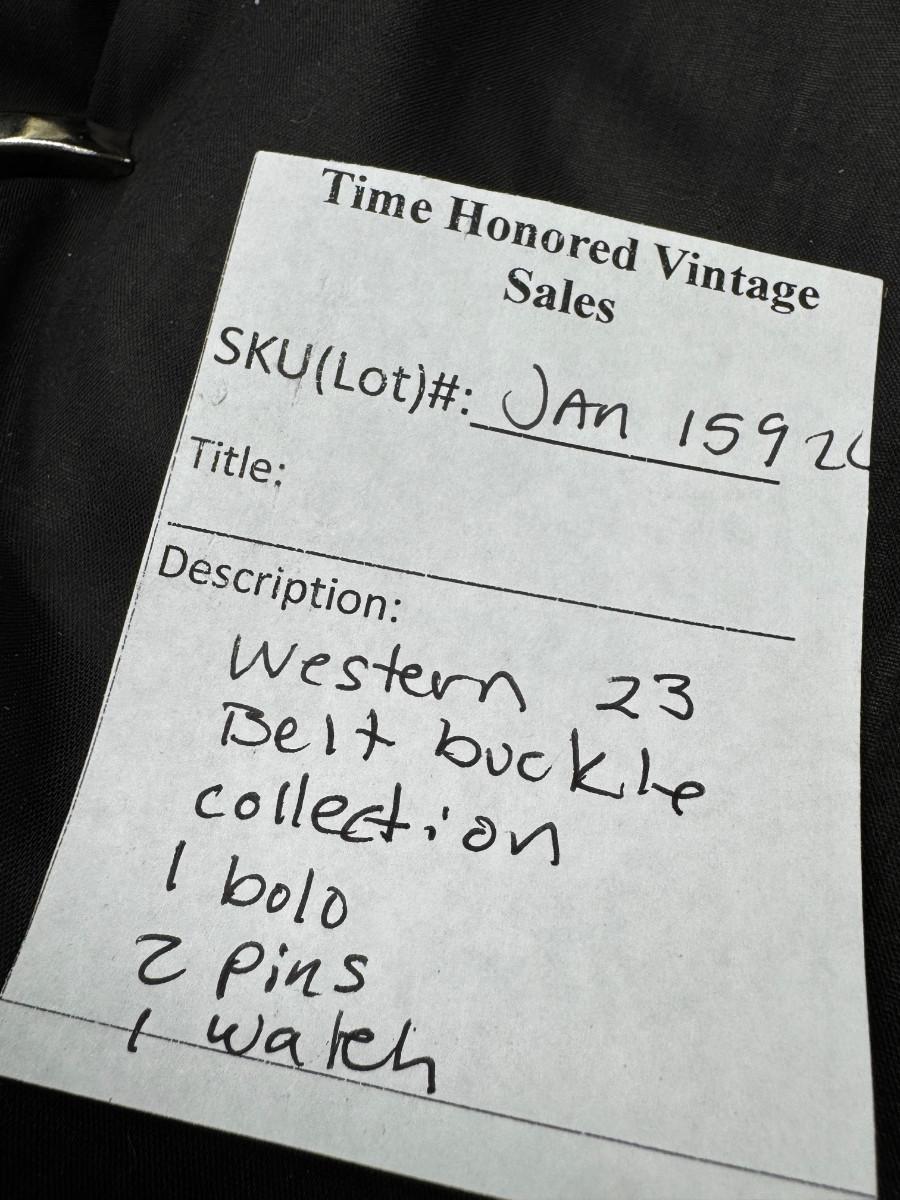 Time Honored Vintage
Sales
SKU(Lot)#: JAn 159
Title:
Description:
Western 23
Belt buckle
collection
1 bolo
2 pins
1 watch